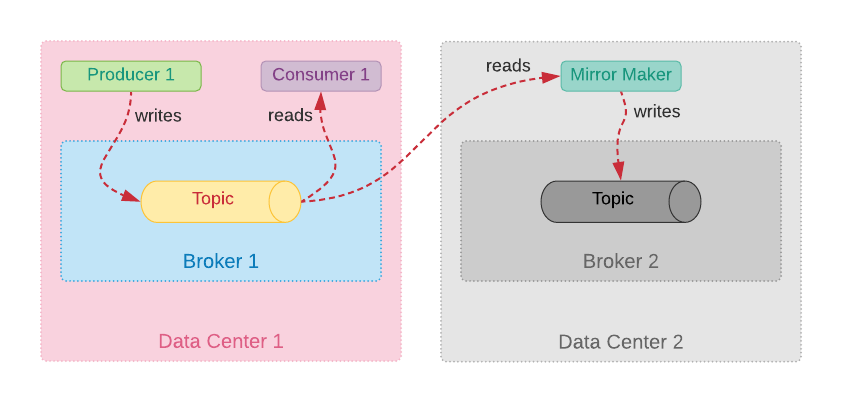 Producer 1
Consumer 1
reads
Mirror Maker
writes
reads
writes
Topic
Topic
Broker 1
Broker 2
Data Center 1
Data Center 2